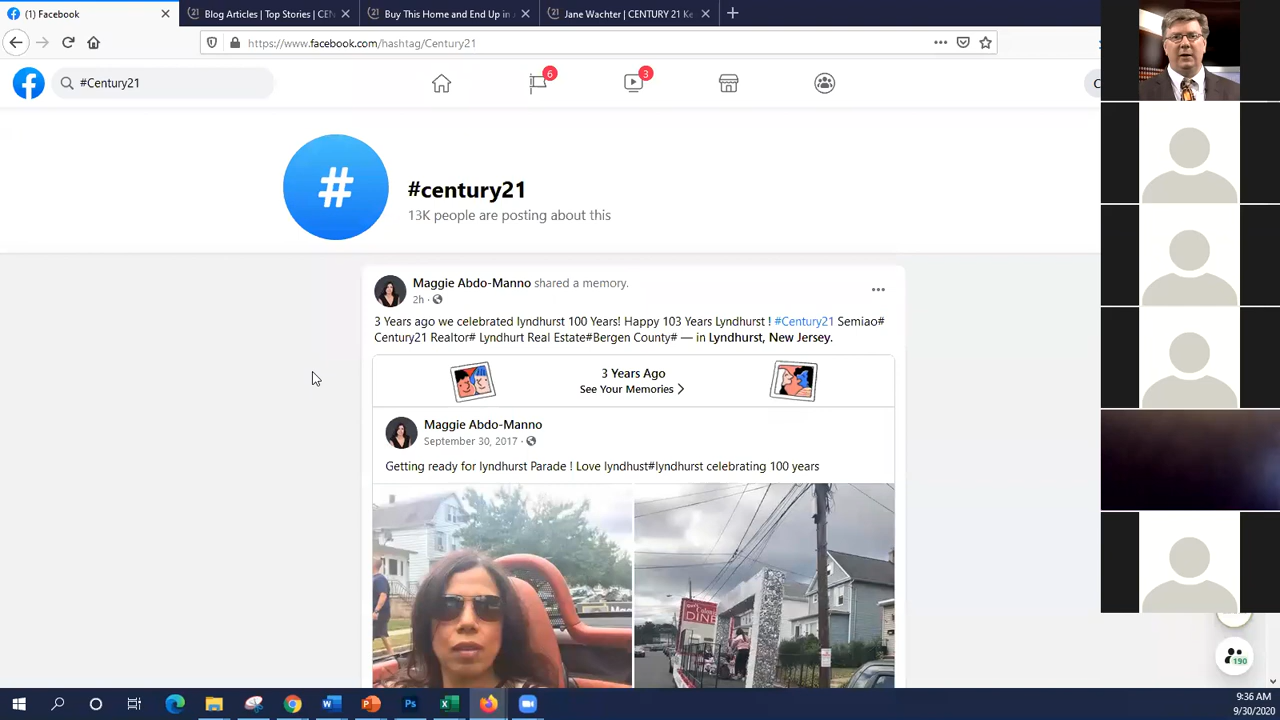 (1) Facebook
Blog Articles | Top Stories | CEN
Buy This Home and End Up in
Jane Wachter | CENTURY 21 Ke
https://www.facebook.com/hashtag/Century21
#Century21
6
3
#
#century21
13K people are posting about this
Maggie Abdo-Manno shared a memory.
2h ·
3 Years ago we celebrated lyndhurst 100 Years! Happy 103 Years Lyndhurst ! #Century21 Semiao#
Century21 Realtor# Lyndhurt Real Estate#Bergen County# — in Lyndhurst, New Jersey.
3 Years Ago
See Your Memories
Maggie Abdo-Manno
September 30, 2017 ·
Getting ready for lyndhurst Parade ! Love lyndhust#lyndhurst celebrating 100 years
DINE
190
9:36 AM
9/30/2020